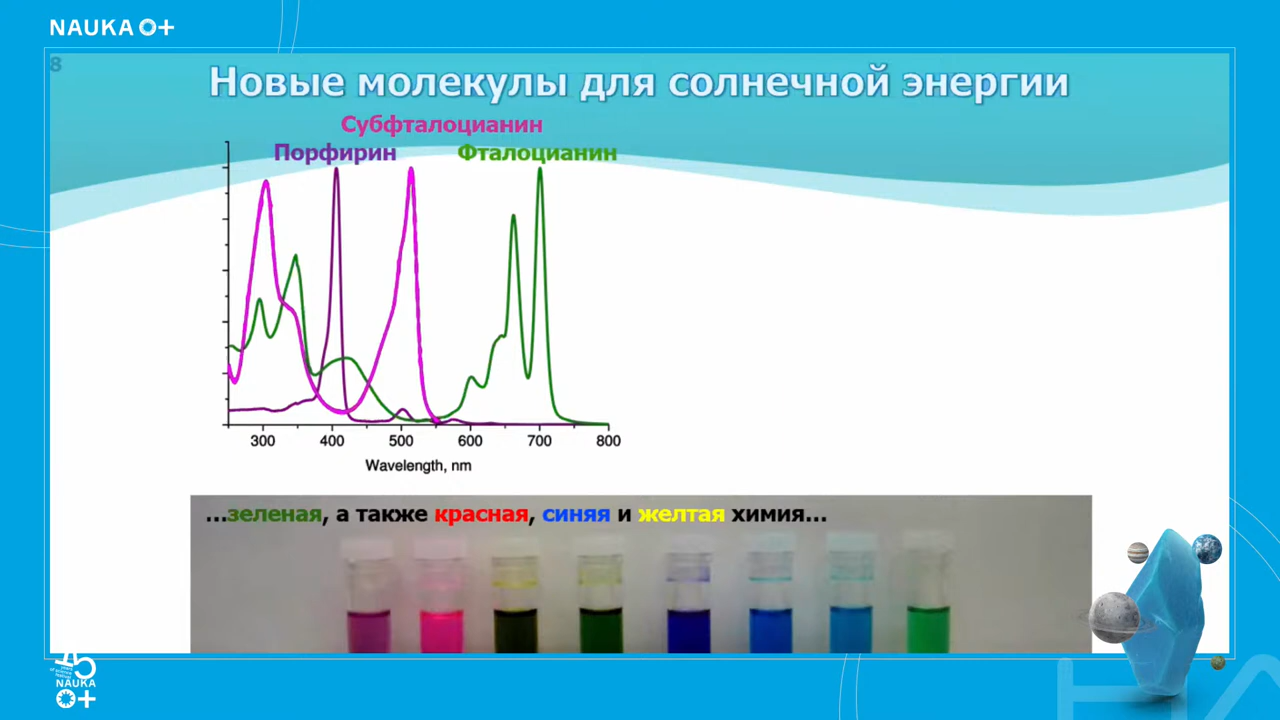 NAUKA 0+
8
Новые молекулы для солнечной энергии
Субфталоцианин
Порфирин
Фталоцианин
300 400 500 600 700 800
Wavelength, nm
...зеленая, а также красная, синяя и желтая химия...
NAUKA
0+